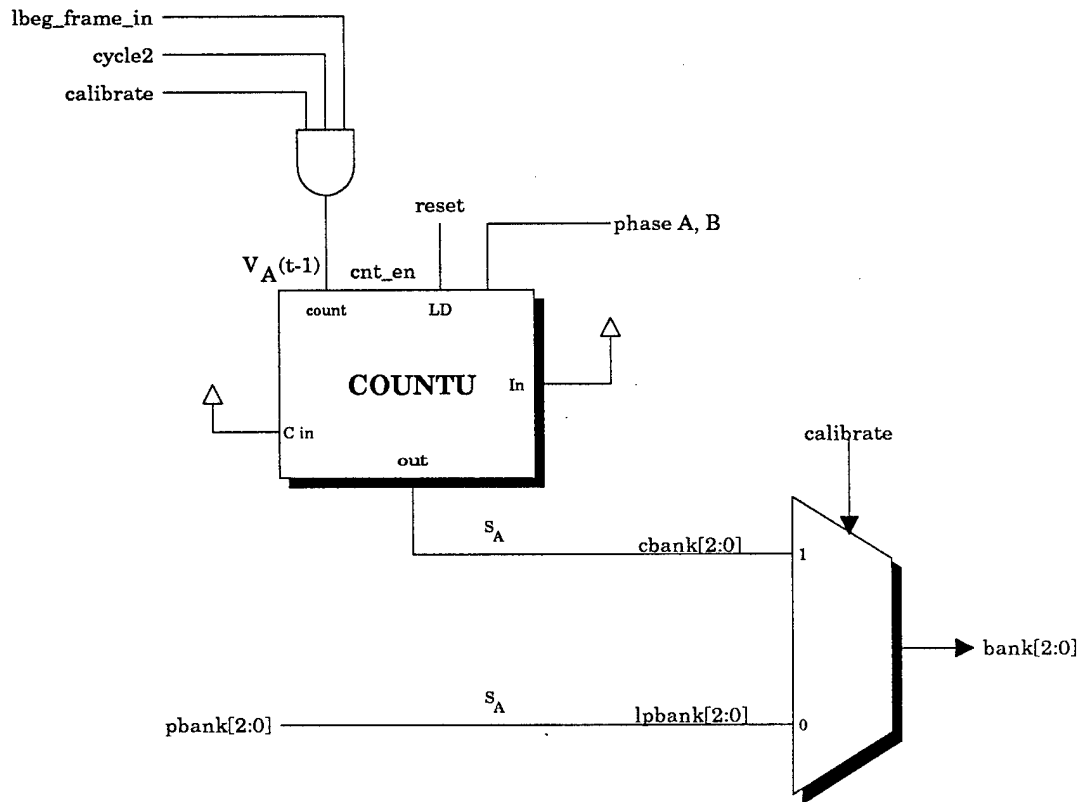 lbeg_frame_in
cycle2
calibrate
reset
phase A, B
V_A(t-1)
cnt_en
count
LD
COUNTU
In
C in
out
calibrate
S_A
cbank[2:0]
1
bank[2:0]
S_A
pbank[2:0]
lpbank[2:0]
0